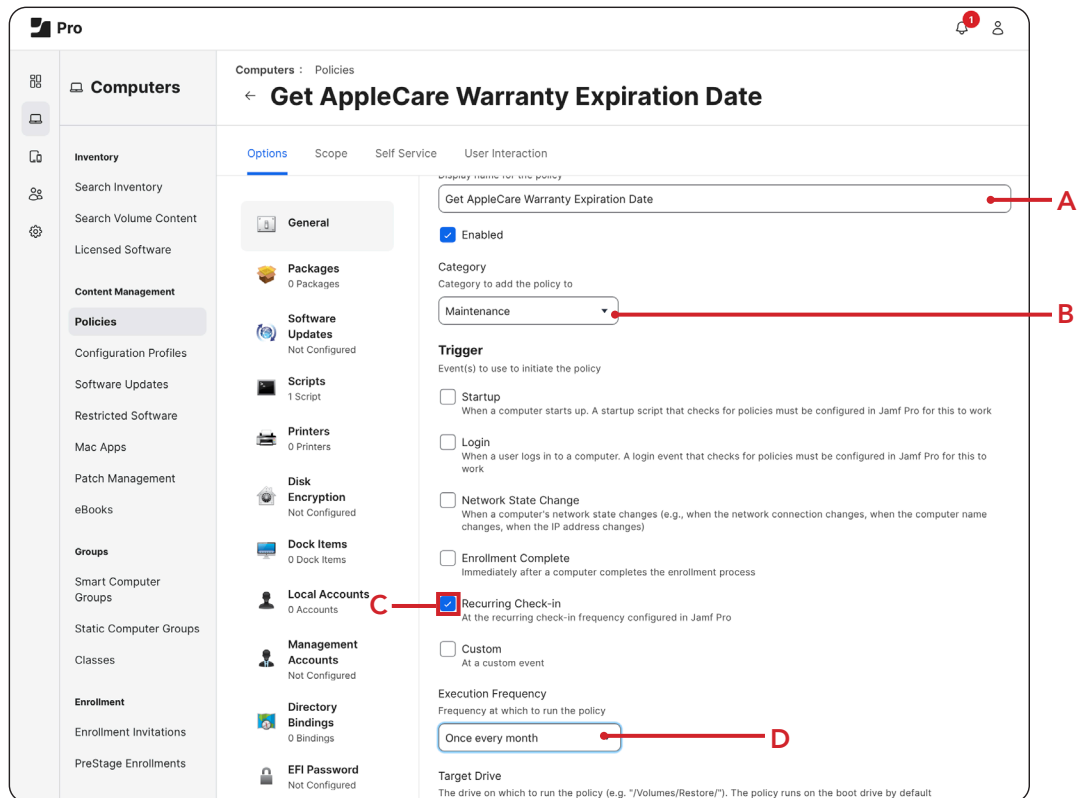 Pro
1
Computers
Computers : Policies
← Get AppleCare Warranty Expiration Date
Inventory
Search Inventory
Search Volume Content
Licensed Software
Content Management
Policies
Configuration Profiles
Software Updates
Restricted Software
Mac Apps
Patch Management
eBooks
Groups
Smart Computer
Groups
Static Computer Groups
Classes
Enrollment
Enrollment Invitations
PreStage Enrollments
Options Scope Self Service User Interaction
General
Packages
0 Packages
Software
Updates
Not Configured
Scripts
1 Script
Printers
0 Printers
Disk
Encryption
Not Configured
Dock Items
0 Dock Items
Local Accounts
0 Accounts
Management
Accounts
Not Configured
Directory
Bindings
0 Bindings
EFI Password
Not Configured
Display name for the policy
Get AppleCare Warranty Expiration Date
A
Enabled
Category
Category to add the policy to
Maintenance
B
Trigger
Event(s) to use to initiate the policy
Startup
When a computer starts up. A startup script that checks for policies must be configured in Jamf Pro for this to work
Login
When a user logs in to a computer. A login event that checks for policies must be configured in Jamf Pro for this to
work
Network State Change
When a computer's network state changes (e.g., when the network connection changes, when the computer name
changes, when the IP address changes)
Enrollment Complete
Immediately after a computer completes the enrollment process
C
Recurring Check-in
At the recurring check-in frequency configured in Jamf Pro
Custom
At a custom event
Execution Frequency
Frequency at which to run the policy
Once every month
D
Target Drive
The drive on which to run the policy (e.g. "/Volumes/Restore/"). The policy runs on the boot drive by default